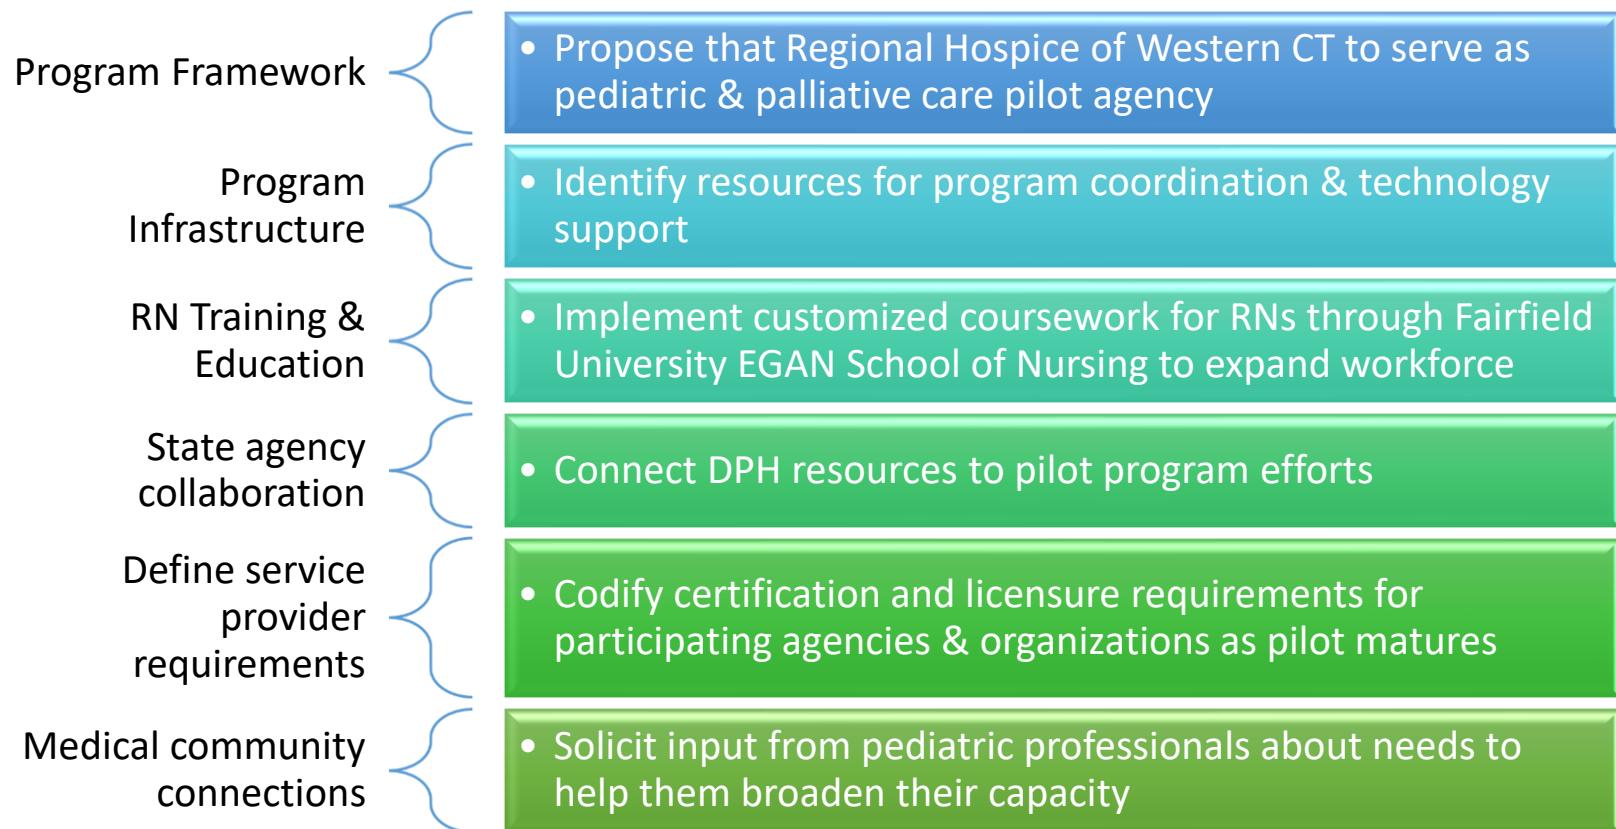 Program Framework
• Propose that Regional Hospice of Western CT to serve as
pediatric & palliative care pilot agency
Program
Infrastructure
• Identify resources for program coordination & technology
support
RN Training &
Education
• Implement customized coursework for RNs through Fairfield
University EGAN School of Nursing to expand workforce
State agency
collaboration
• Connect DPH resources to pilot program efforts
Define service
provider
requirements
• Codify certification and licensure requirements for
participating agencies & organizations as pilot matures
Medical community
connections
• Solicit input from pediatric professionals about needs to
help them broaden their capacity